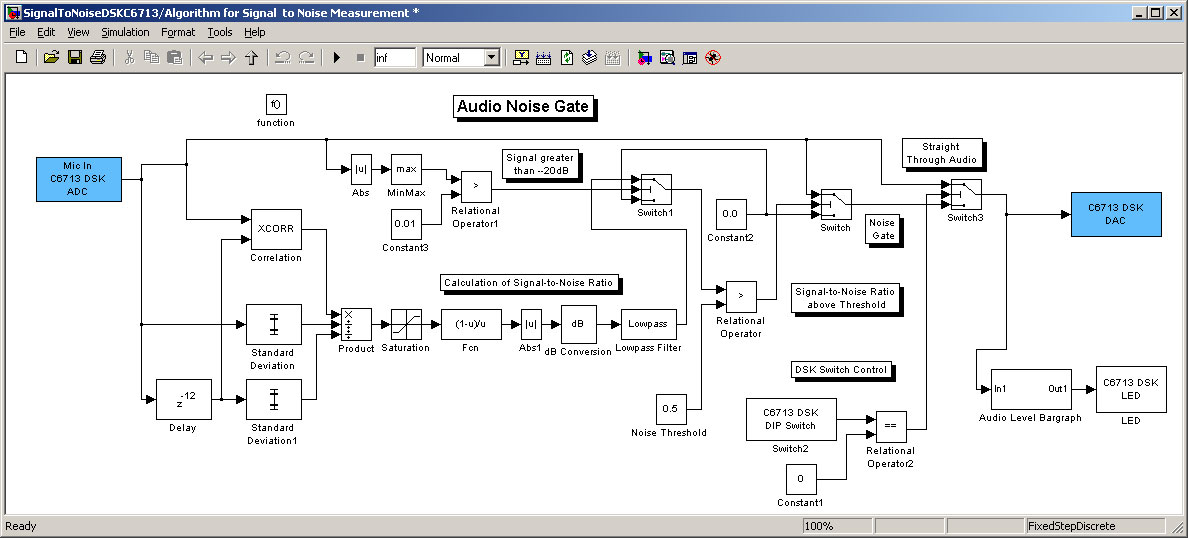 SignalToNoiseDSKC6713/Algorithm for Signal to Noise Measurement *
File Edit View Simulation Format Tools Help
inf Normal
f()
function
Audio Noise Gate
Mic In
C6713 DSK
ADC
|u|
Abs
max
MinMax
0.01
Constant3
>
Relational
Operator1
Signal greater
than --20dB
Switch1
0.0
Constant2
Switch
Noise
Gate
Straight
Through Audio
Switch3
C6713 DSK
DAC
XCORR
Correlation
Calculation of Signal-to-Noise Ratio
Standard
Deviation
X
÷
÷
Product
Saturation
(1-u)/u
Fcn
|u|
Abs1
dB
dB Conversion
Lowpass
Lowpass Filter
>
Relational
Operator
Signal-to-Noise Ratio
above Threshold
-12
z
Delay
Standard
Deviation1
0.5
Noise Threshold
DSK Switch Control
C6713 DSK
DIP Switch
Switch2
0
Constant1
==
Relational
Operator2
In1 Out1
Audio Level Bargraph
C6713 DSK
LED
LED
Ready 100% FixedStepDiscrete